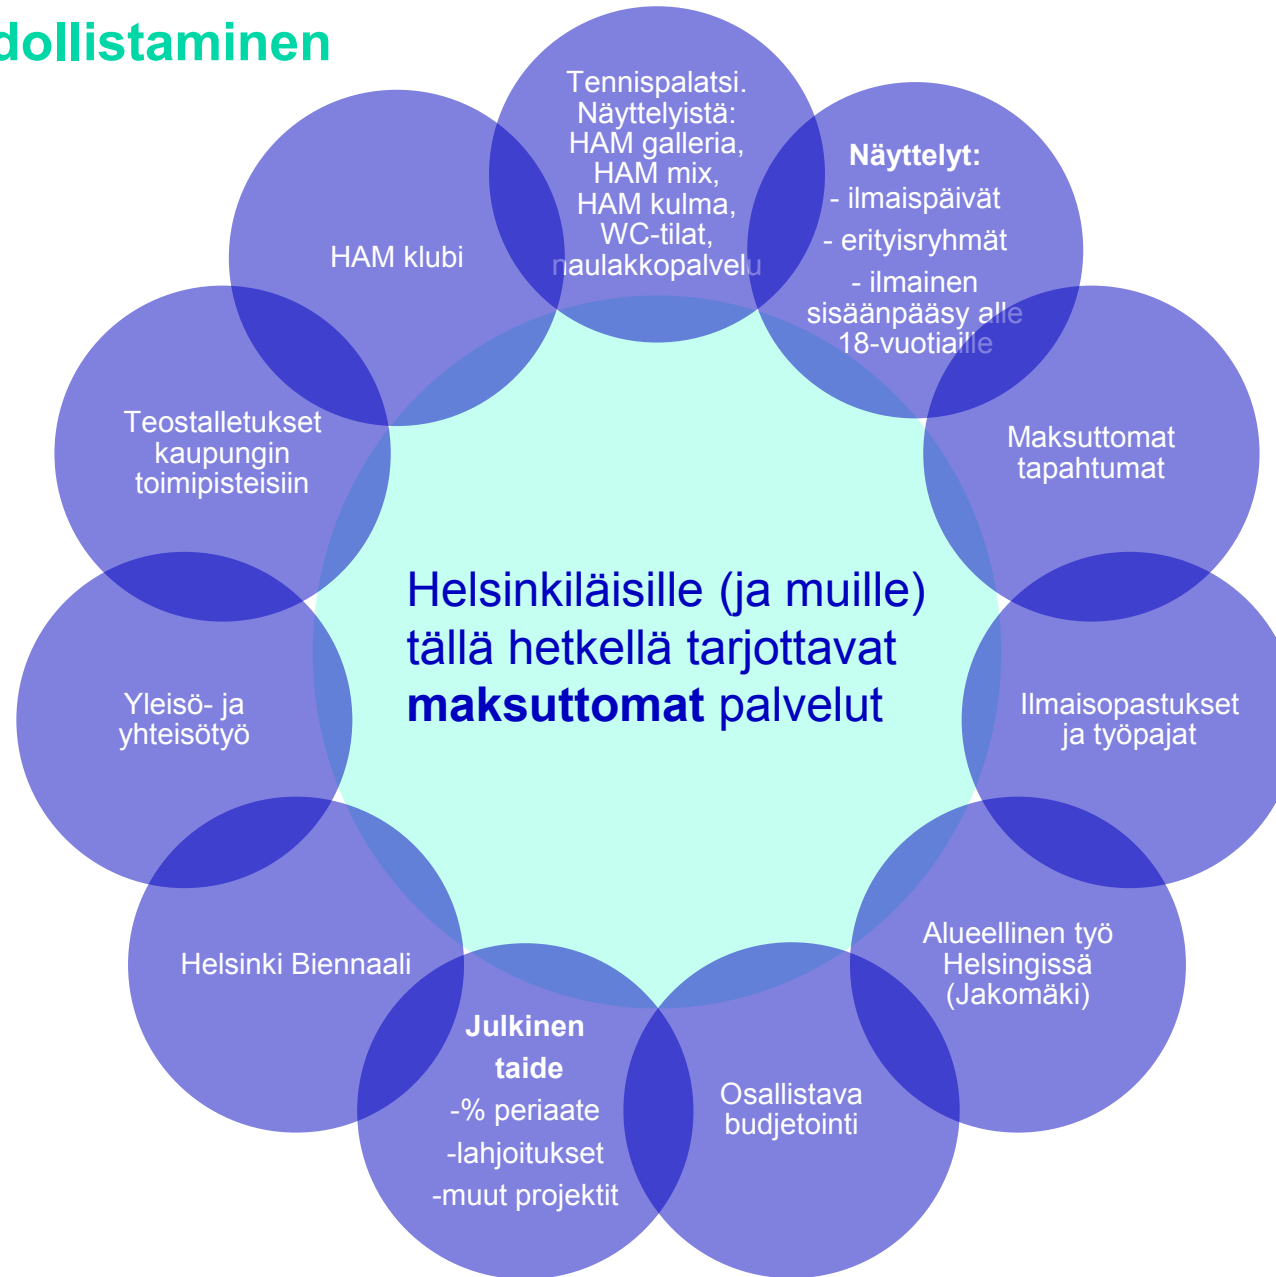 dollistaminen
Tennispalatsi.
Näyttelyistä:
HAM galleria,
HAM mix,
HAM kulma,
WC-tilat,
naulakkopalvelu
Näyttelyt:
- ilmaispäivät
- erityisryhmät
- ilmainen
sisäänpääsy alle
18-vuotiaille
Maksuttomat
tapahtumat
Ilmaisopastukset
ja työpajat
Alueellinen työ
Helsingissä
(Jakomäki)
Osallistava
budjetointi
Julkinen
taide
-% periaate
-lahjoitukset
-muut projektit
Helsinki Biennaali
Yleisö- ja
yhteisötyö
Teostalletukset
kaupungin
toimipisteisiin
HAM klubi
Helsinkiläisille (ja muille)
tällä hetkellä tarjottavat
maksuttomat palvelut